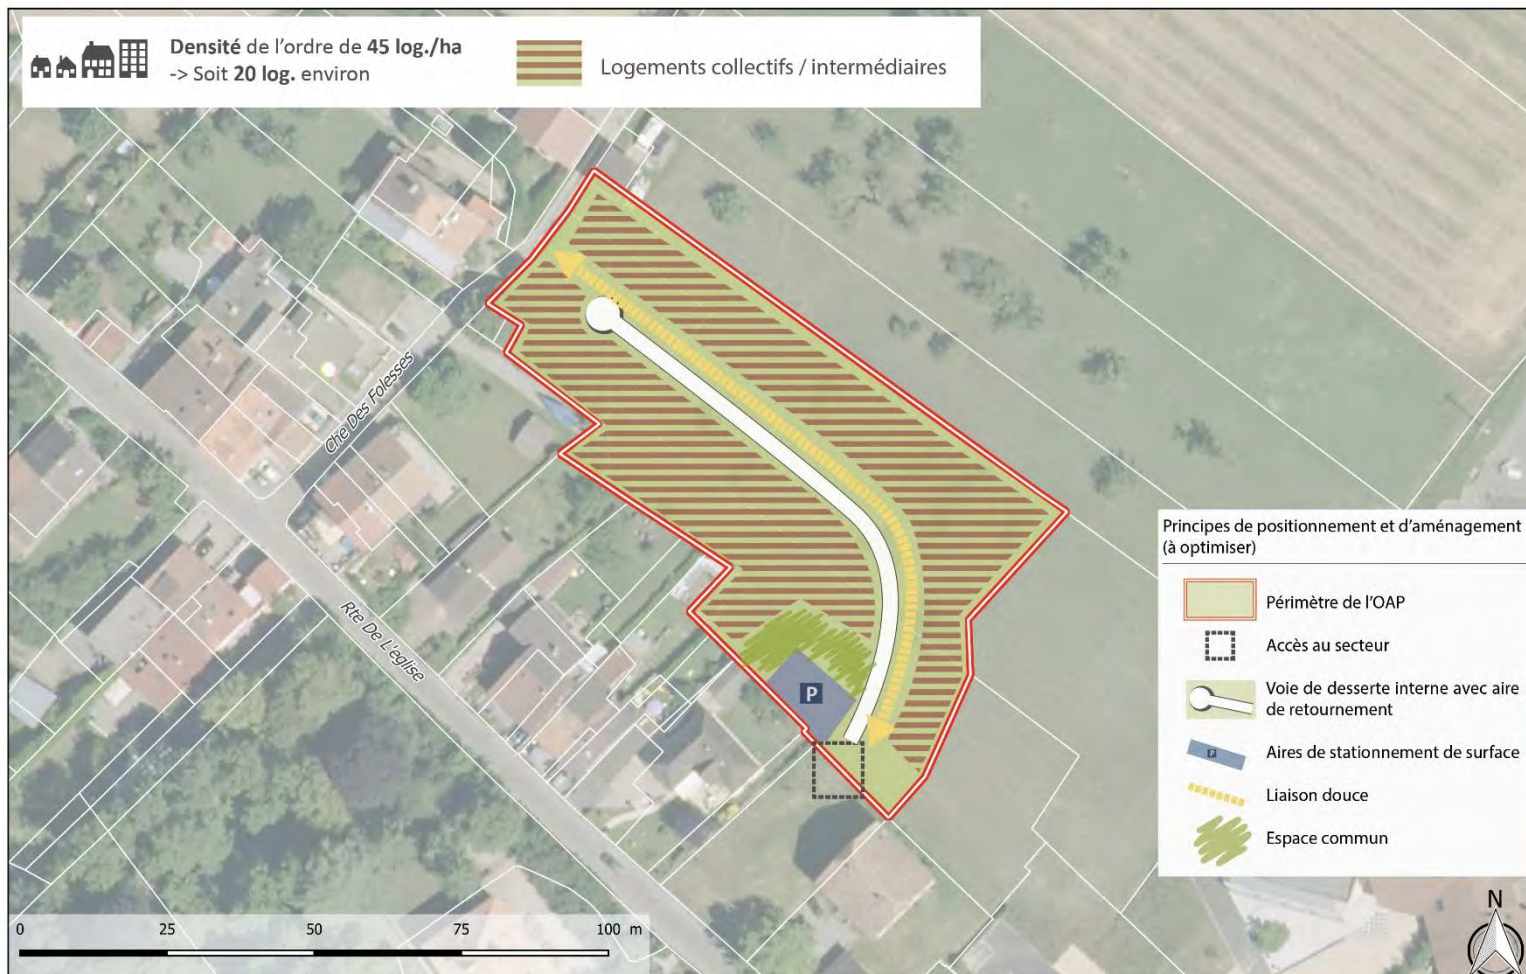 Densité de l'ordre de 45 log./ha
-> Soit 20 log. environ
Logements collectifs / intermédiaires
Che Des Folesses
Rte De L'eglise
P
Principes de positionnement et d'aménagement
(à optimiser)
Périmètre de l'OAP
Accès au secteur
Voie de desserte interne avec aire
de retournement
P
Aires de stationnement de surface
Liaison douce
Espace commun
0 25 50 75 100 m
N